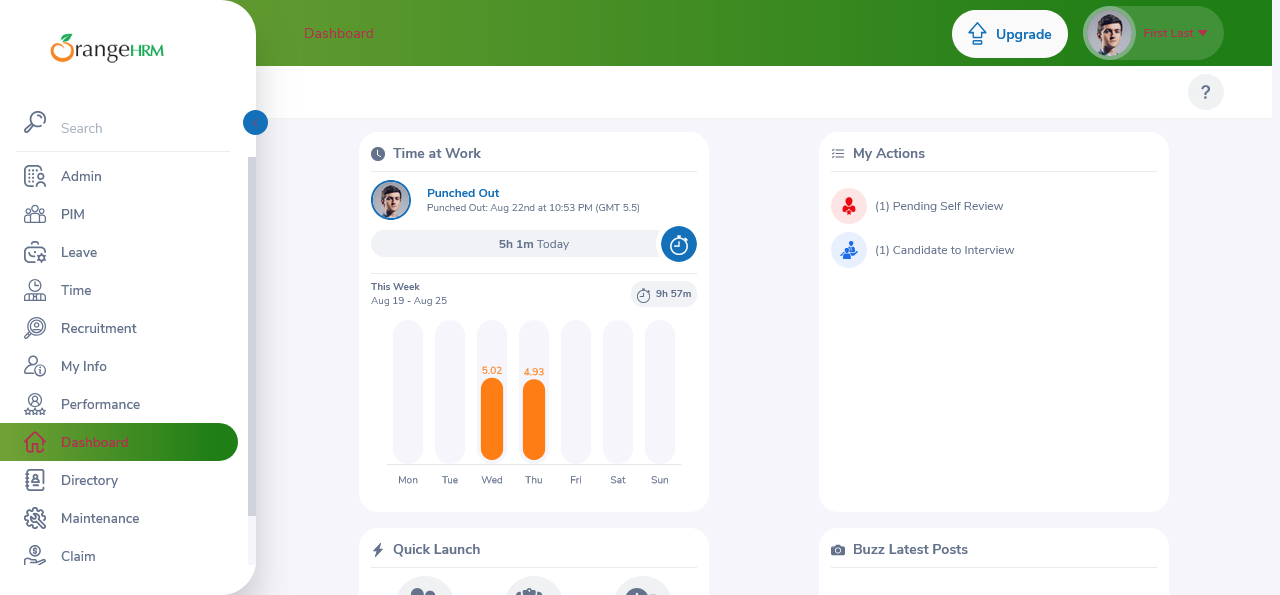 OrangeHRM
Dashboard
Upgrade
First Last
Search
?
Admin
PIM
Leave
Time
Recruitment
My Info
Performance
Dashboard
Directory
Maintenance
Claim
Time at Work
Punched Out
Punched Out: Aug 22nd at 10:53 PM (GMT 5.5)
5h 1m Today
This Week
Aug 19 - Aug 25
9h 57m
5.02
4.93
Mon Tue Wed Thu Fri Sat Sun
My Actions
(1) Pending Self Review
(1) Candidate to Interview
Quick Launch
Buzz Latest Posts